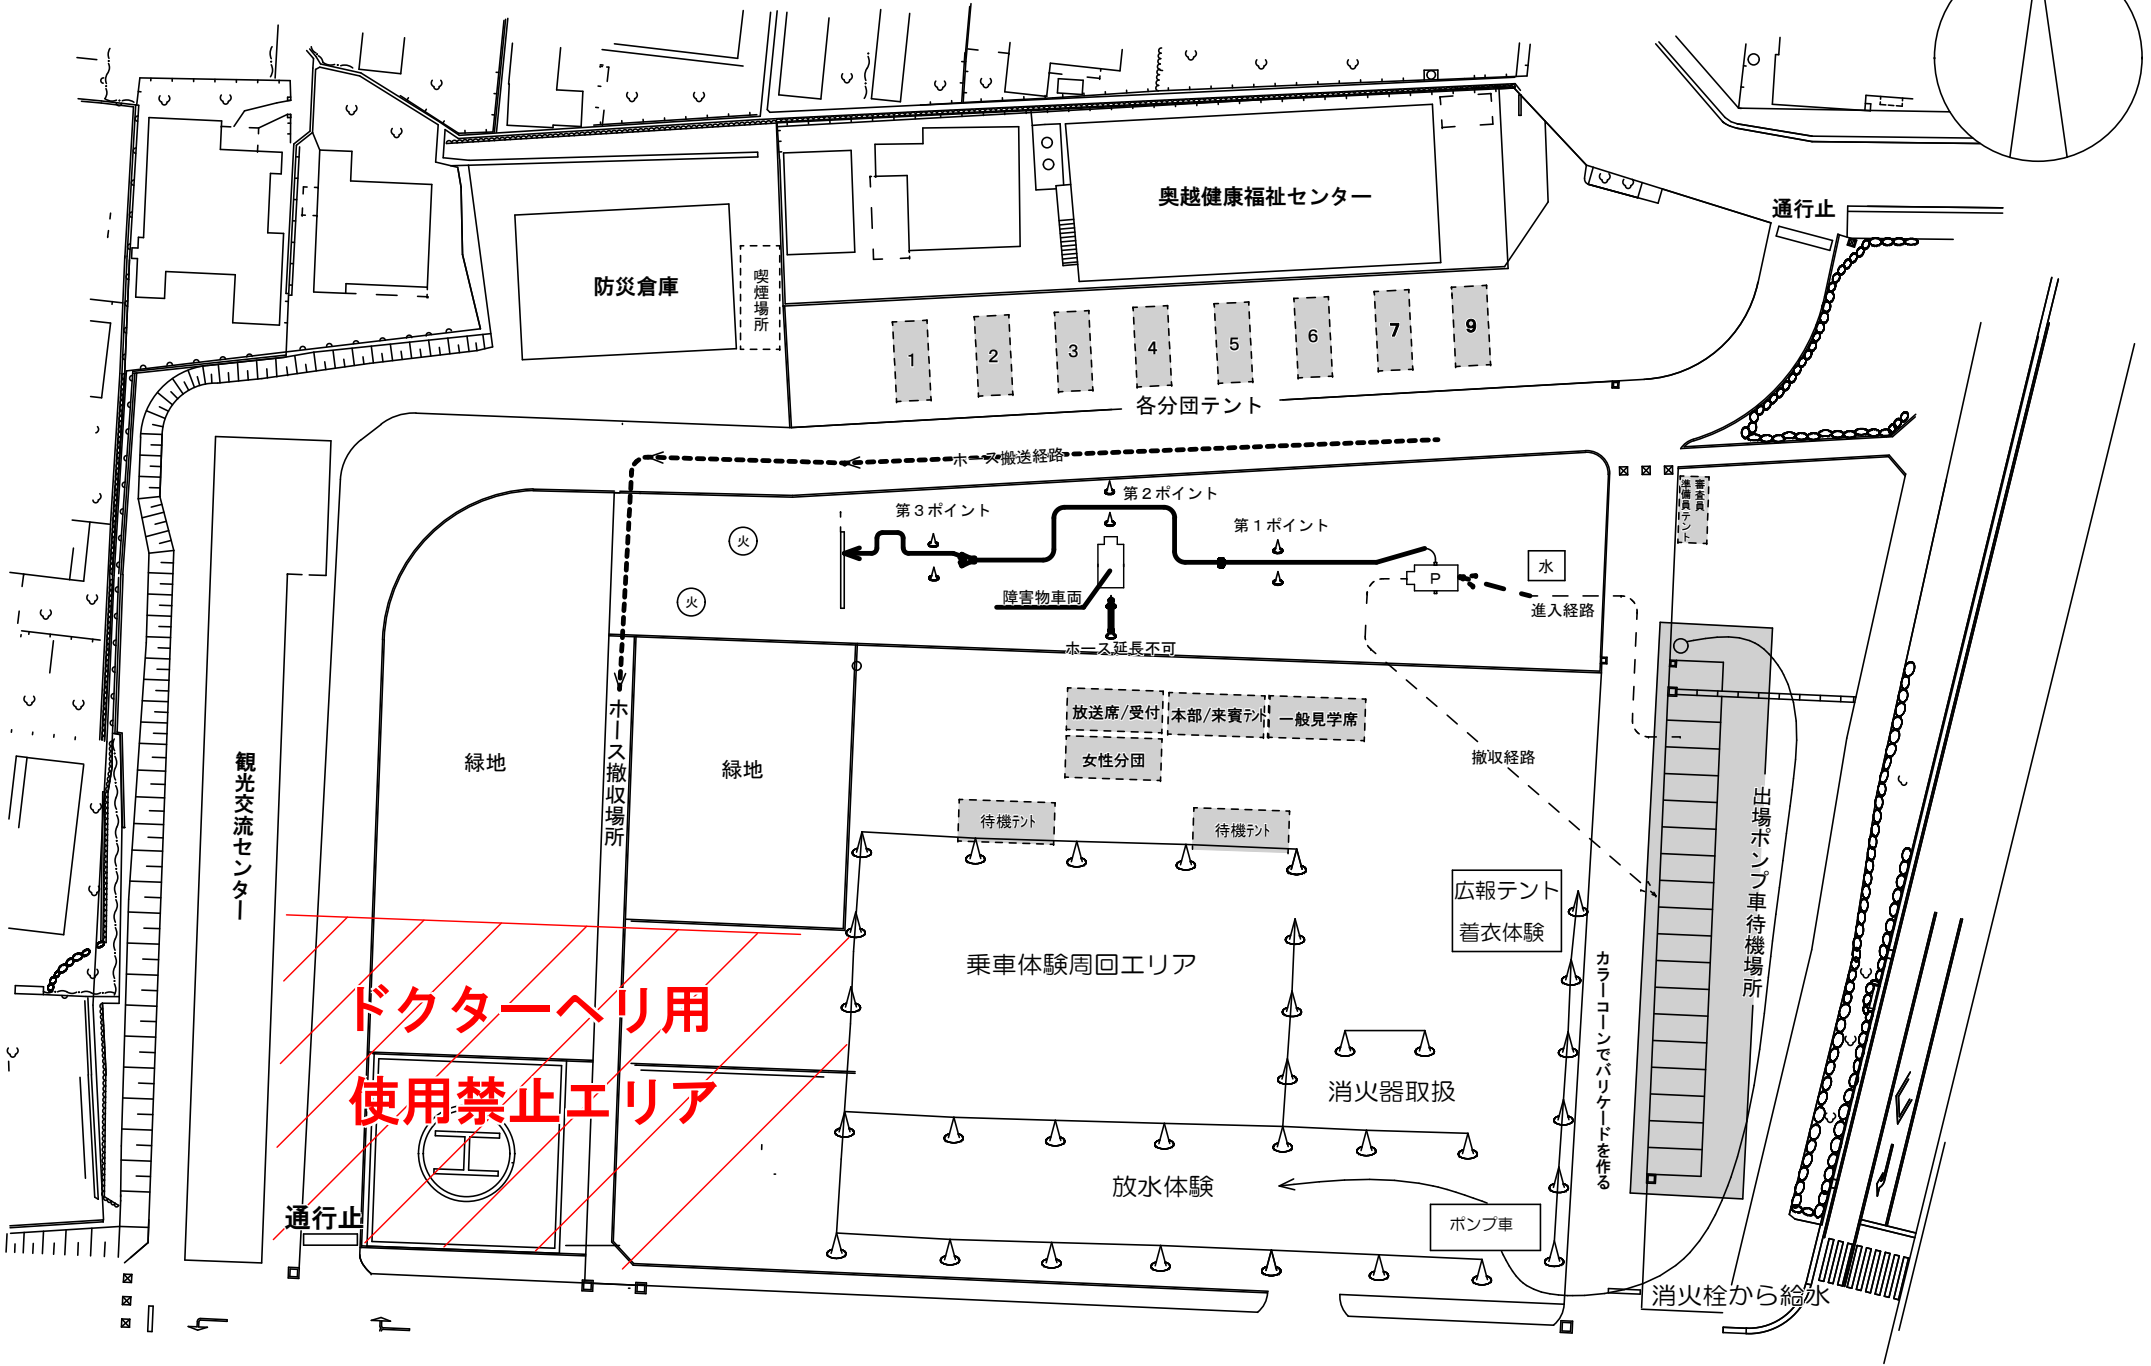 奥越健康福祉センター
通行止
防災倉庫
喫煙場所
1
2
3
4
5
6
7
9
各分団テント
ホース搬送経路
第3ポイント
第2ポイント
第1ポイント
審査員
準備員テント
火
火
水
P
進入経路
障害物車両
ホース延長不可
ホース撤収場所
放送席/受付
本部/来賓テント
一般見学席
女性分団
緑地
緑地
観光交流センター
撤収経路
出場ポンプ車待機場所
待機テント
待機テント
広報テント
着衣体験
乗車体験周回エリア
カラーコーンでバリケードを作る
ドクターヘリ用
使用禁止エリア
H
消火器取扱
放水体験
ポンプ車
通行止
消火栓から給水